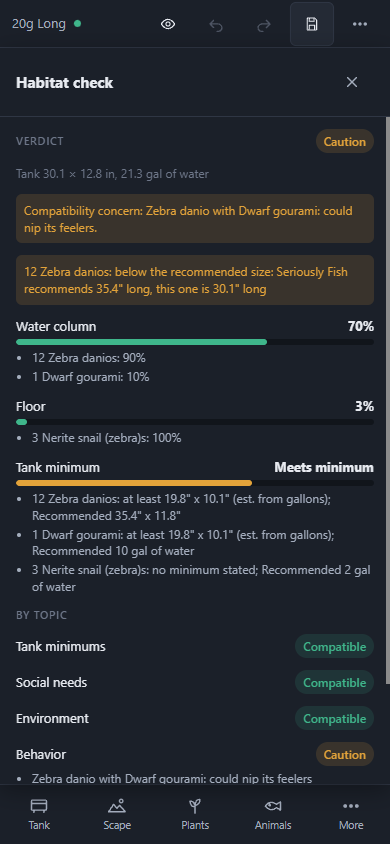 20g Long
Habitat check
VERDICT
Caution
Tank 30.1 × 12.8 in, 21.3 gal of water
Compatibility concern: Zebra danio with Dwarf gourami: could
nip its feelers.
12 Zebra danios: below the recommended size: Seriously Fish
recommends 35.4" long, this one is 30.1" long
Water column
70%
• 12 Zebra danios: 90%
• 1 Dwarf gourami: 10%
Floor
3%
• 3 Nerite snail (zebra)s: 100%
Tank minimum
Meets minimum
• 12 Zebra danios: at least 19.8" x 10.1" (est. from gallons);
Recommended 35.4" x 11.8"
• 1 Dwarf gourami: at least 19.8" x 10.1" (est. from gallons);
Recommended 10 gal of water
• 3 Nerite snail (zebra)s: no minimum stated; Recommended 2 gal
of water
BY TOPIC
Tank minimums
Compatible
Social needs
Compatible
Environment
Compatible
Behavior
Caution
• Zebra danio with Dwarf gourami: could nip its feelers
Tank
Scape
Plants
Animals
More